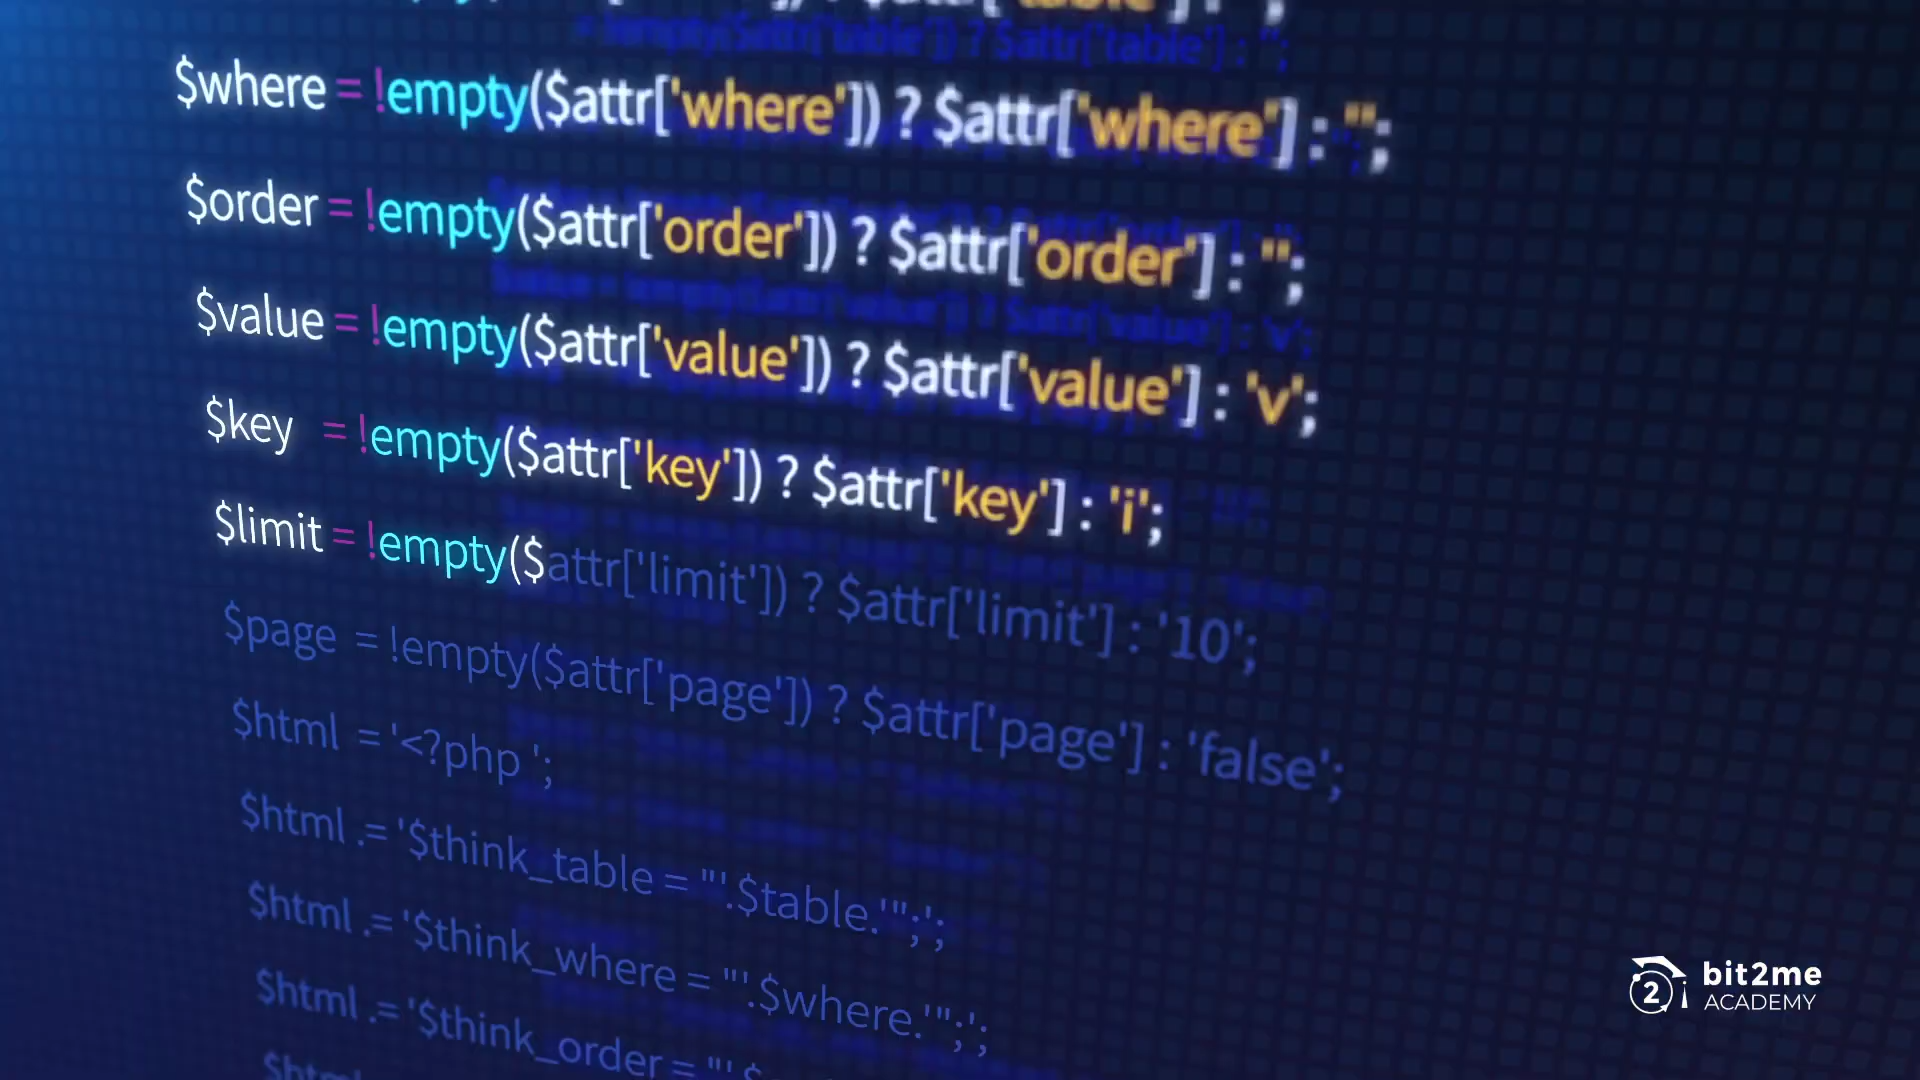 'table'] : '';
$where = !empty($attr['where']) ? $attr['where'] : '';
$order = !empty($attr['order']) ? $attr['order'] : '';
$value = !empty($attr['value']) ? $attr['value'] : 'v';
$key = !empty($attr['key']) ? $attr['key'] : 'i';
$limit = !empty($attr['limit']) ? $attr['limit'] : '10';
$page = !empty($attr['page']) ? $attr['page'] : 'false';
$html = '<?php ';
$html .= '$think_table = "'.$table.'";';
$html .= '$think_where = "'.$where.'";';
$html .= '$think_order = "'
bit2me
ACADEMY